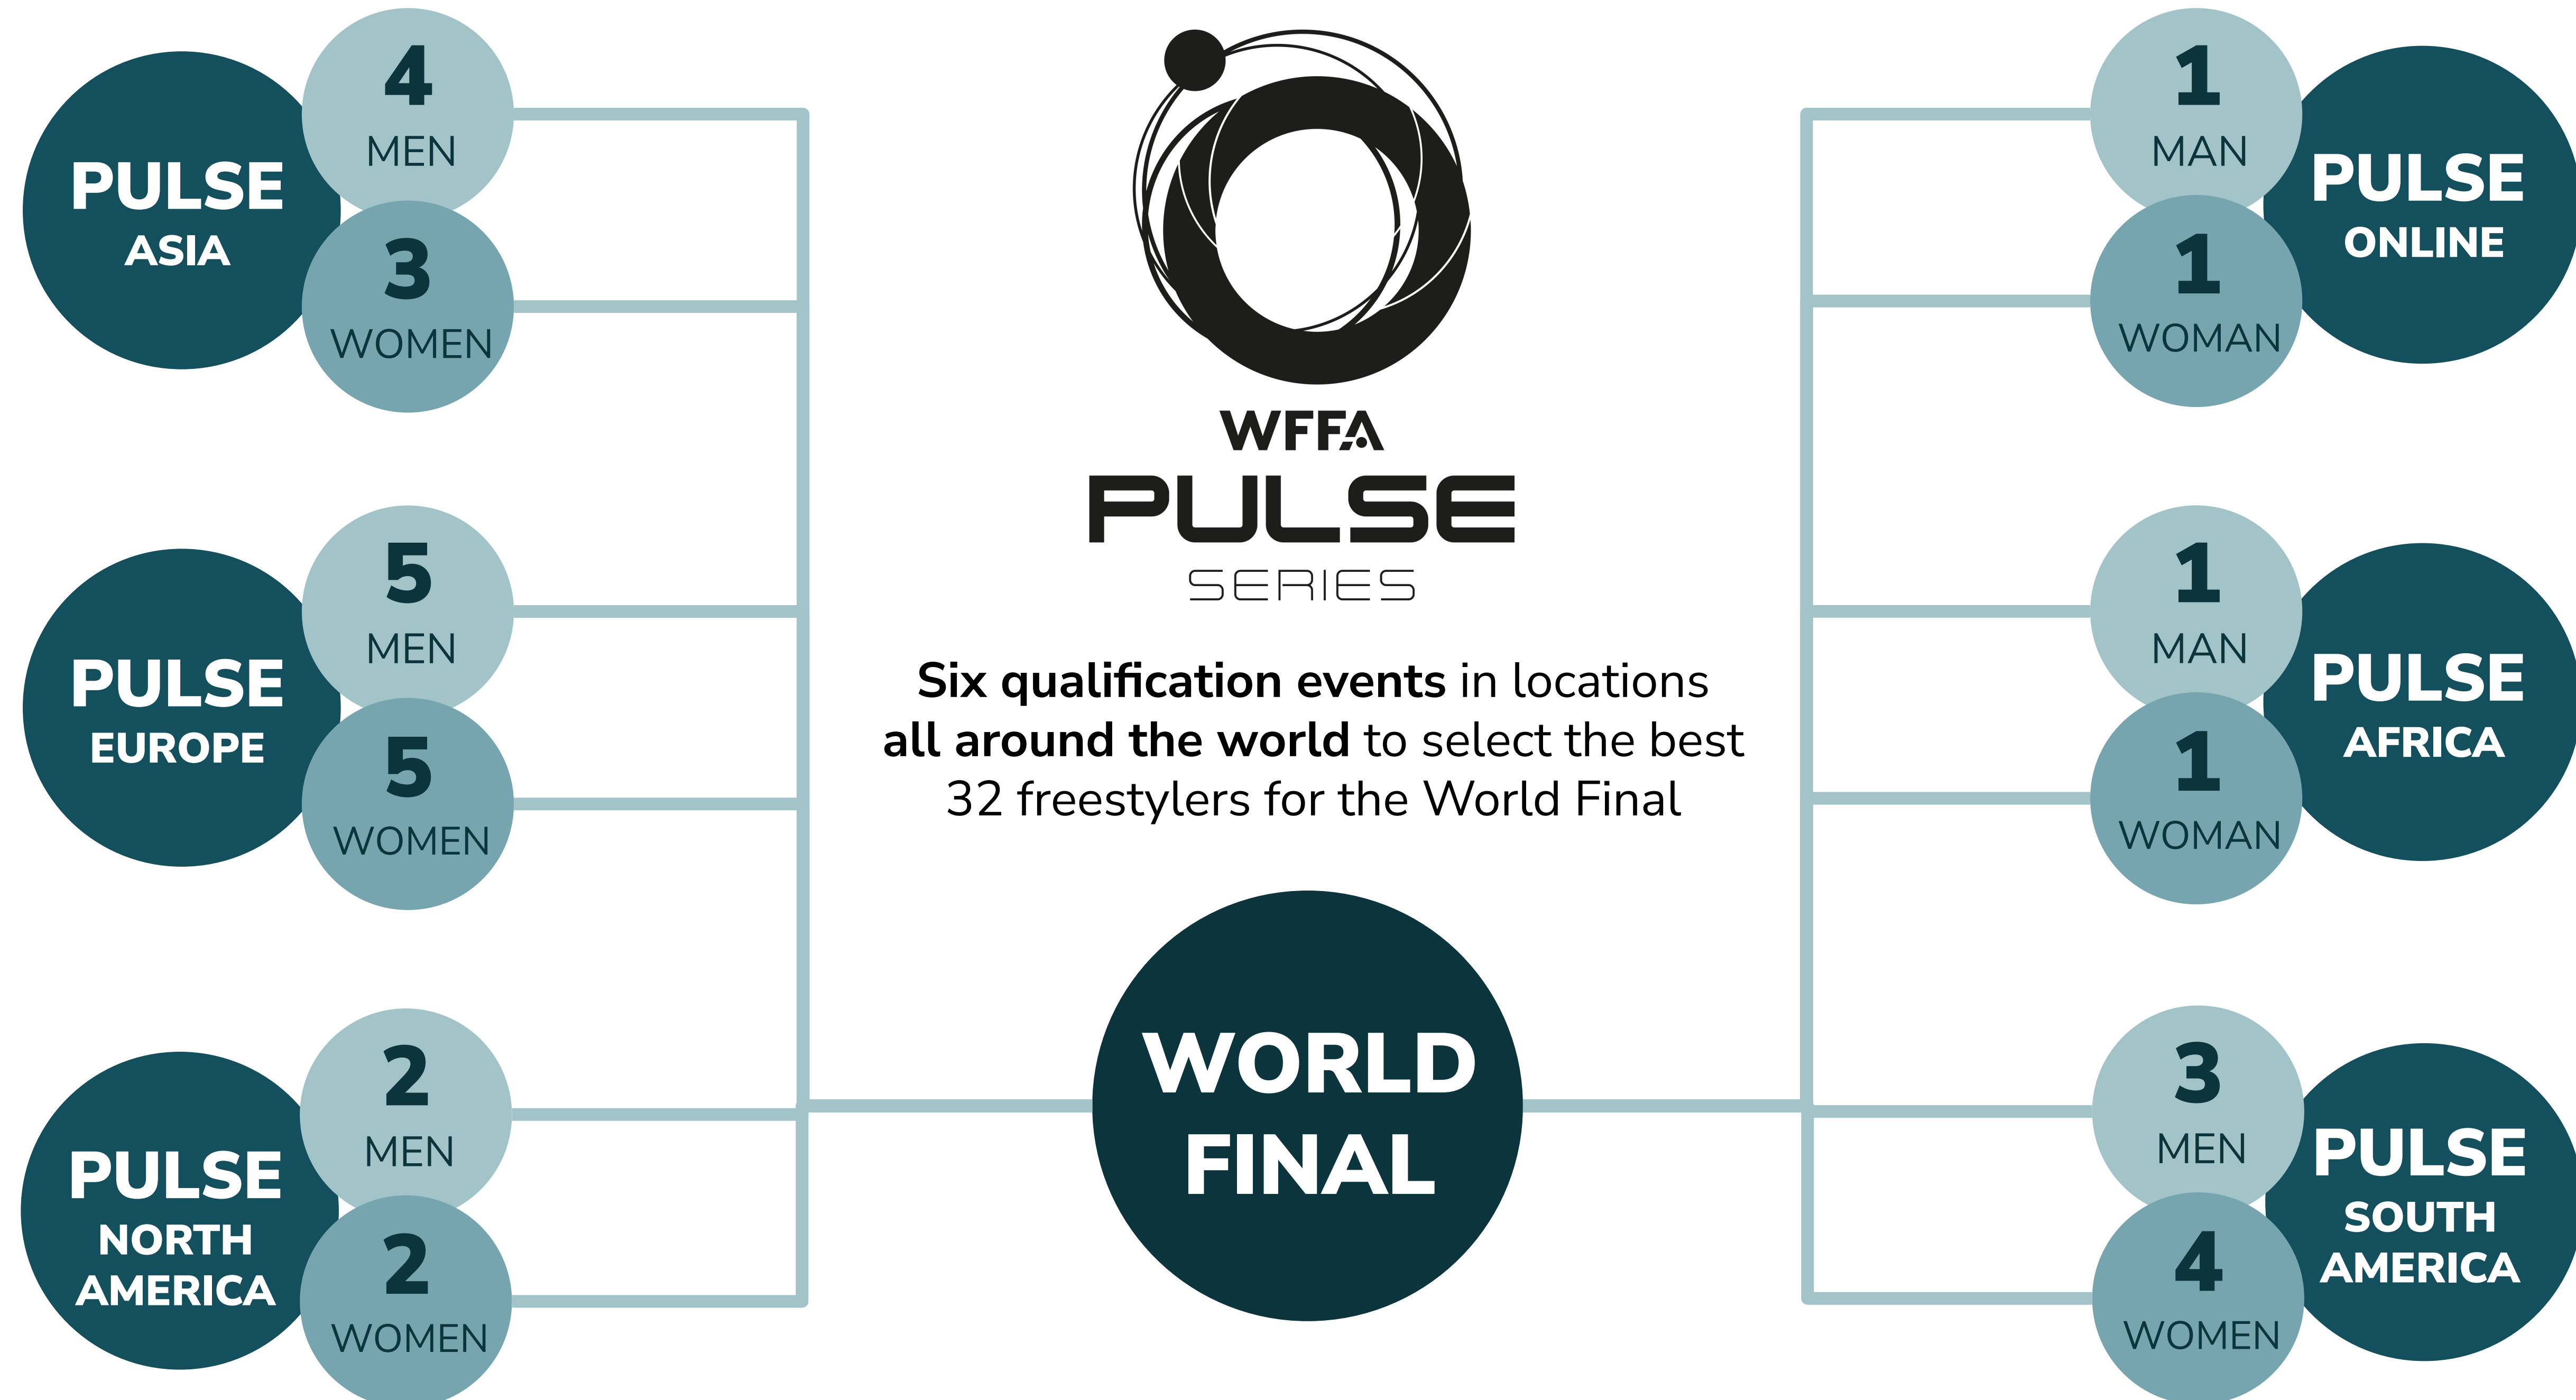 PULSE
ASIA
4
MEN
3
WOMEN
PULSE
EUROPE
5
MEN
5
WOMEN
PULSE
NORTH
AMERICA
2
MEN
2
WOMEN
WFFA
PULSE
SERIES
Six qualification events in locations
all around the world to select the best
32 freestylers for the World Final
WORLD
FINAL
1
MAN
1
WOMAN
PULSE
ONLINE
1
MAN
1
WOMAN
PULSE
AFRICA
3
MEN
4
WOMEN
PULSE
SOUTH
AMERICA